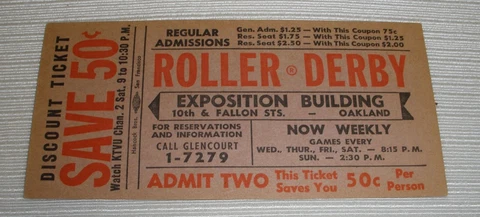 DISCOUNT TICKET
SAVE 50¢
Watch KTVU Chan. 2 Sat. 9 to 10:30 P.M.
San Francisco
REGULAR ADMISSIONS
Gen. Adm. $1.25 — With This Coupon 75c
Res. Seat $1.75 — With This Coupon $1.25
Res. Seat $2.50 — With This Coupon $2.00
ROLLER ® DERBY
EXPOSITION BUILDING
10th & FALLON STS. — OAKLAND
FOR RESERVATIONS
AND INFORMATION
CALL GLENCOURT
1-7279
NOW WEEKLY
GAMES EVERY
WED. THUR., FRI., SAT. — 8:15 P.M.
SUN. — 2:30 P.M.
ADMIT TWO This Ticket Saves You 50¢ Per Person